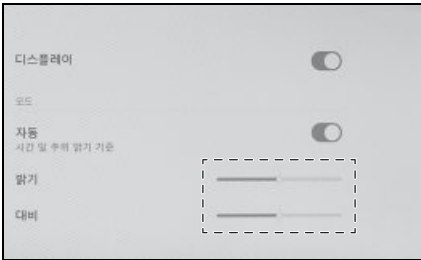 디스플레이
모드
자동
시간 및 주위 밝기 기준
밝기
대비